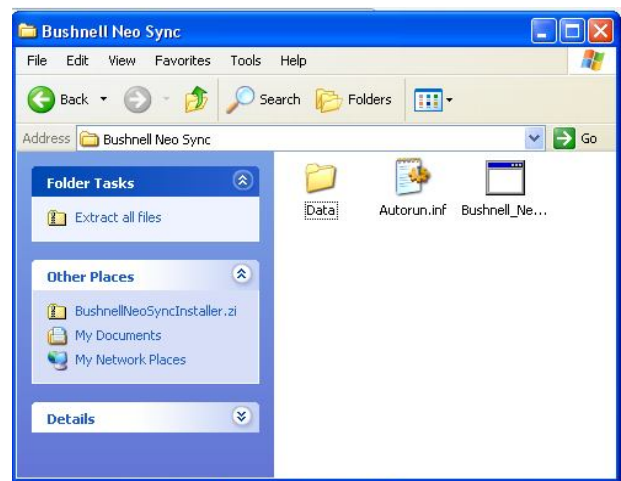 Bushnell Neo Sync
File Edit View Favorites Tools Help
Back Search Folders
Address Bushnell Neo Sync Go
Folder Tasks
Extract all files
Other Places
BushnellNeoSyncInstaller.zi
My Documents
My Network Places
Details
Data Autorun.inf Bushnell_Ne...